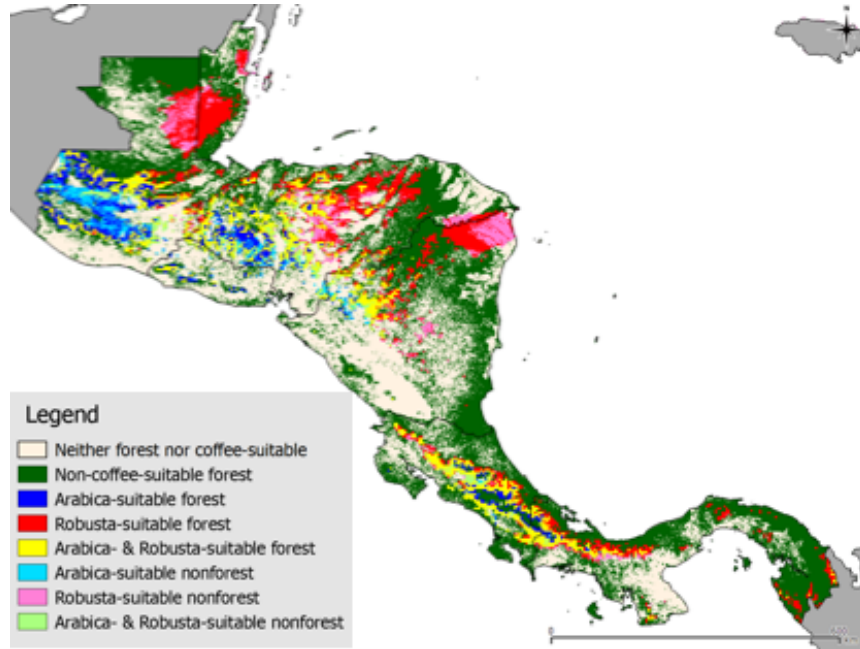 N
Legend
Neither forest nor coffee-suitable
Non-coffee-suitable forest
Arabica-suitable forest
Robusta-suitable forest
Arabica- & Robusta-suitable forest
Arabica-suitable nonforest
Robusta-suitable nonforest
Arabica- & Robusta-suitable nonforest
0